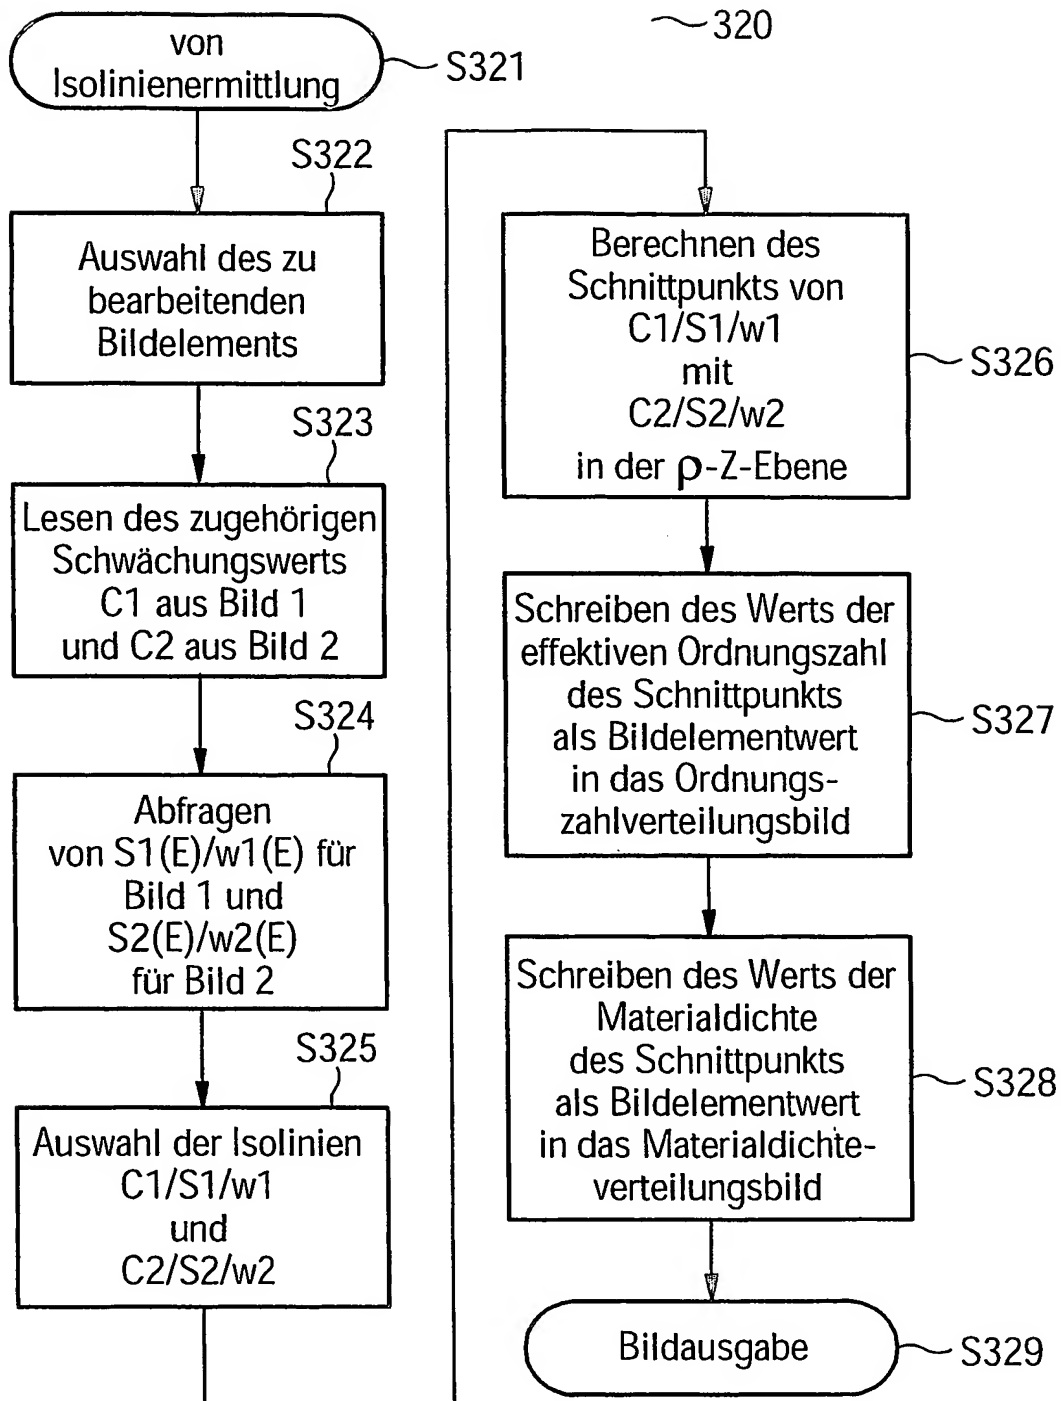 320
von
Isolinienermittlung
S321
S322
Auswahl des zu
bearbeitenden
Bildelements
S323
Lesen des zugehörigen
Schwächungswerts
C1 aus Bild 1
und C2 aus Bild 2
S324
Abfragen
von S1(E)/w1(E) für
Bild 1 und
S2(E)/w2(E)
für Bild 2
S325
Auswahl der Isolinien
C1/S1/w1
und
C2/S2/w2
Berechnen des
Schnittpunkts von
C1/S1/w1
mit
C2/S2/w2
in der ρ-Z-Ebene
S326
Schreiben des Werts der
effektiven Ordnungszahl
des Schnittpunkts
als Bildelementwert
in das Ordnungs-
zahlverteilungsbild
S327
Schreiben des Werts der
Materialdichte
des Schnittpunkts
als Bildelementwert
in das Materialdichte-
verteilungsbild
S328
Bildausgabe
S329